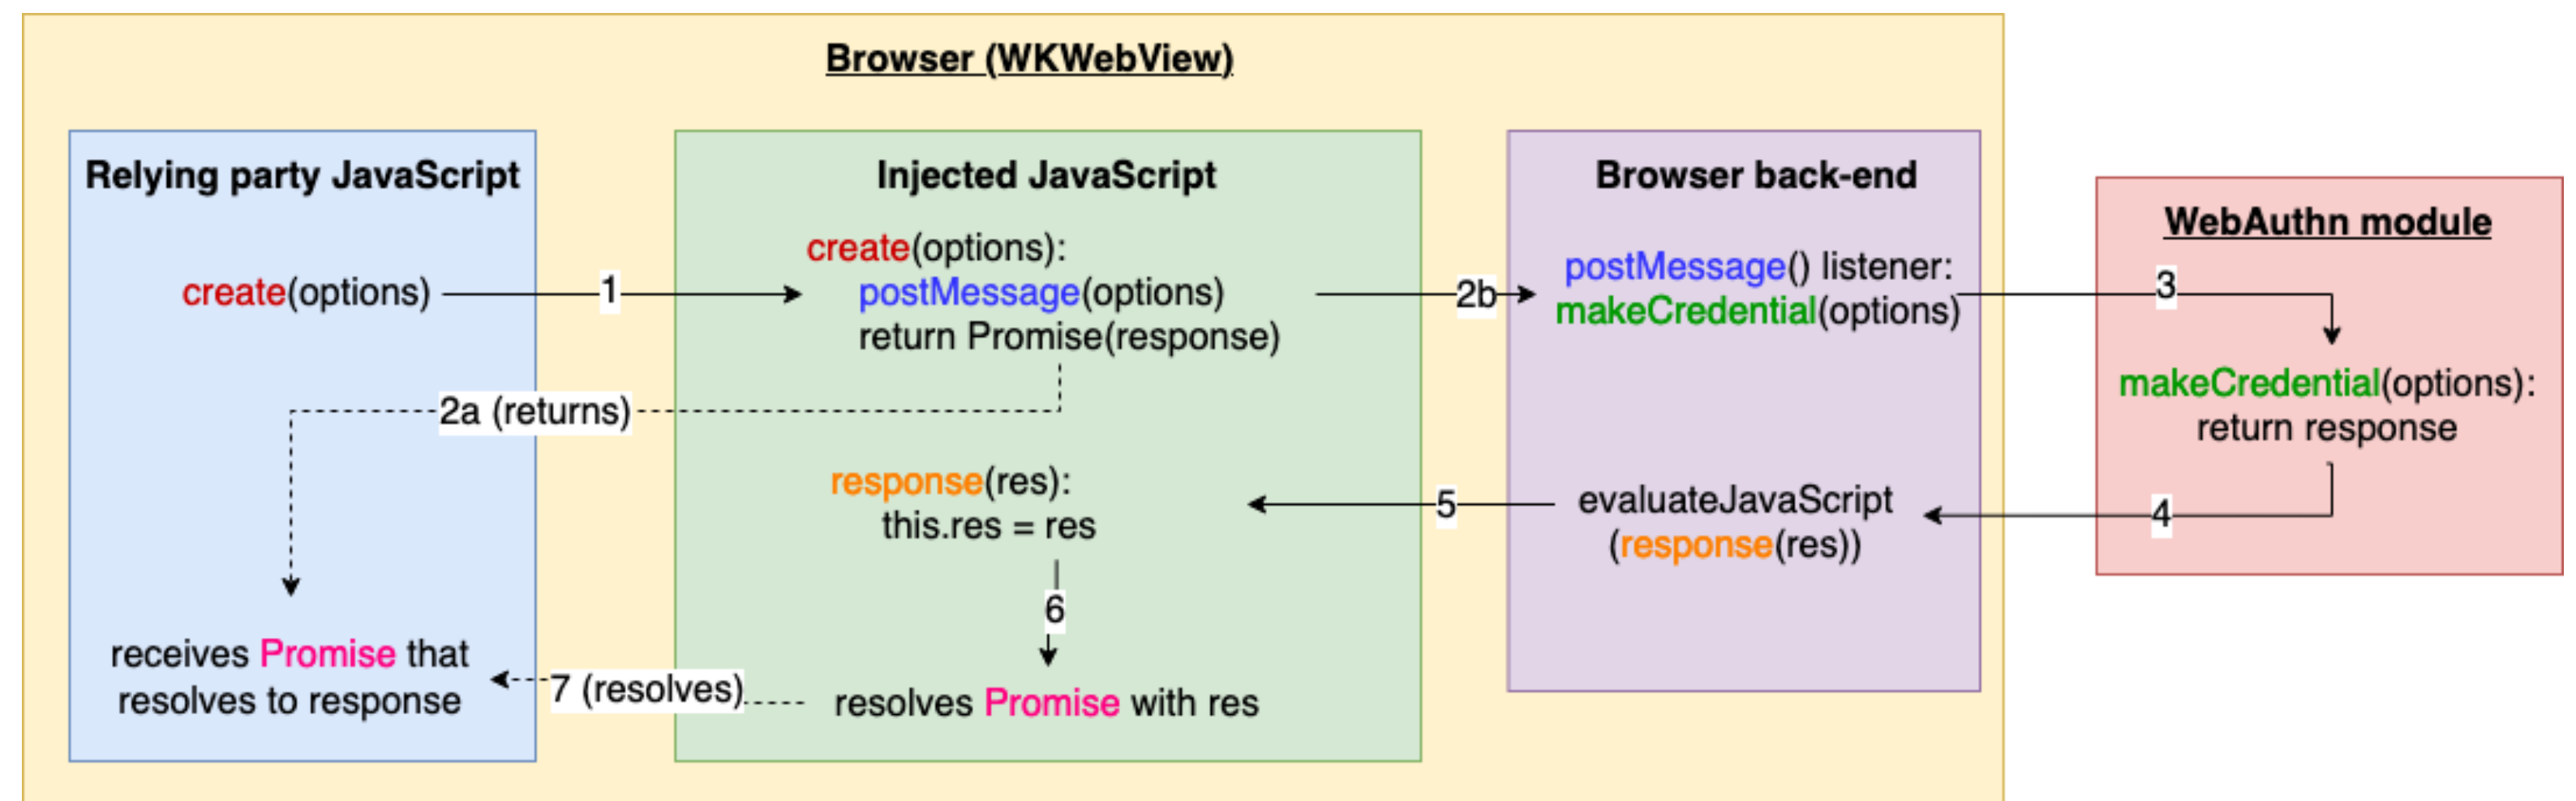 Browser (WKWebView)
Relying party JavaScript
create(options)
1
2a (returns)
receives Promise that
resolves to response
Injected JavaScript
create(options):
postMessage(options)
return Promise(response)
2b
response(res):
this.res = res
5
6
resolves Promise with res
7 (resolves)
Browser back-end
postMessage() listener:
makeCredential(options)
evaluateJavaScript
(response(res))
3
4
WebAuthn module
makeCredential(options):
return response